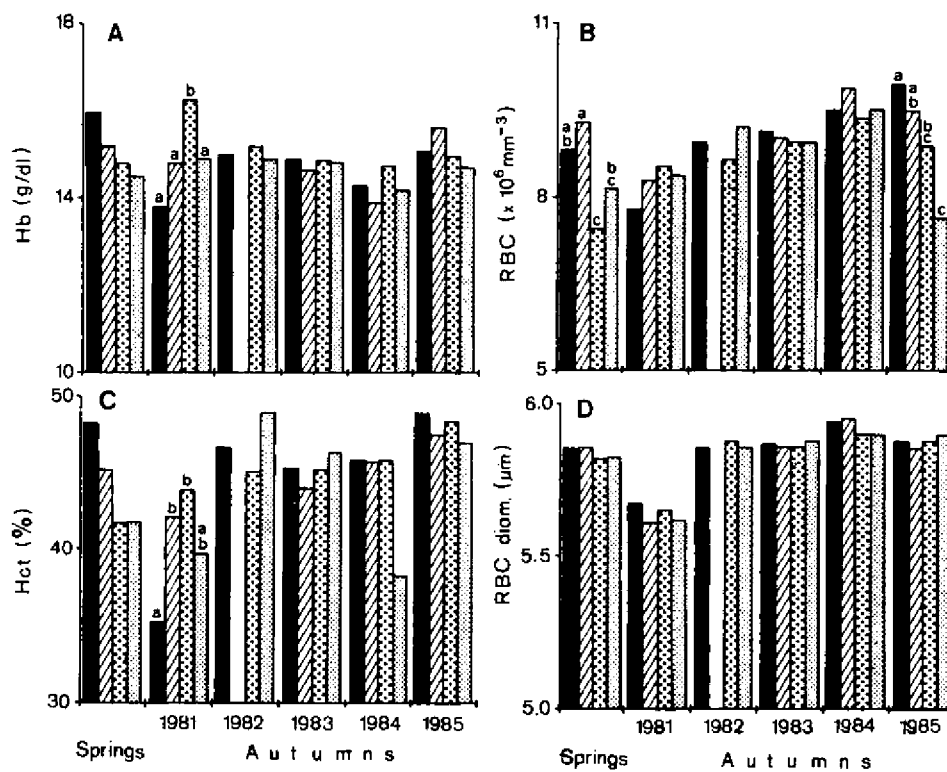 18
A
Hb (g/dl)
b
a
a
a
14
10
11
B
RBC (× 10⁶ mm⁻³)
a
b
a
c
b
c
a
a
b
b
c
c
8
5
50
C
Hct (%)
a
b
b
a
b
40
30
1981 1982 1983 1984 1985
Springs Autumns
6.0
D
RBC diam. (µm)
5.5
5.0
1981 1982 1983 1984 1985
Springs Autumns